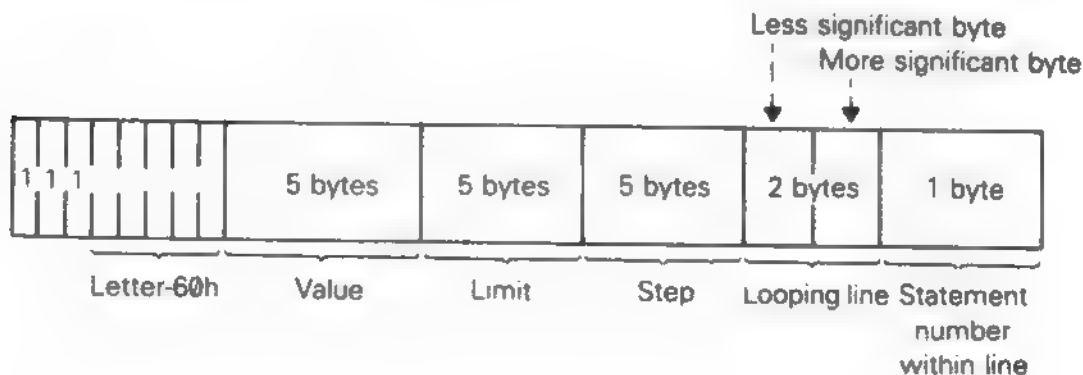 Less significant byte
More significant byte
1 1 1
5 bytes
5 bytes
5 bytes
2 bytes
1 byte
Letter-60h
Value
Limit
Step
Looping line
Statement
number
within line